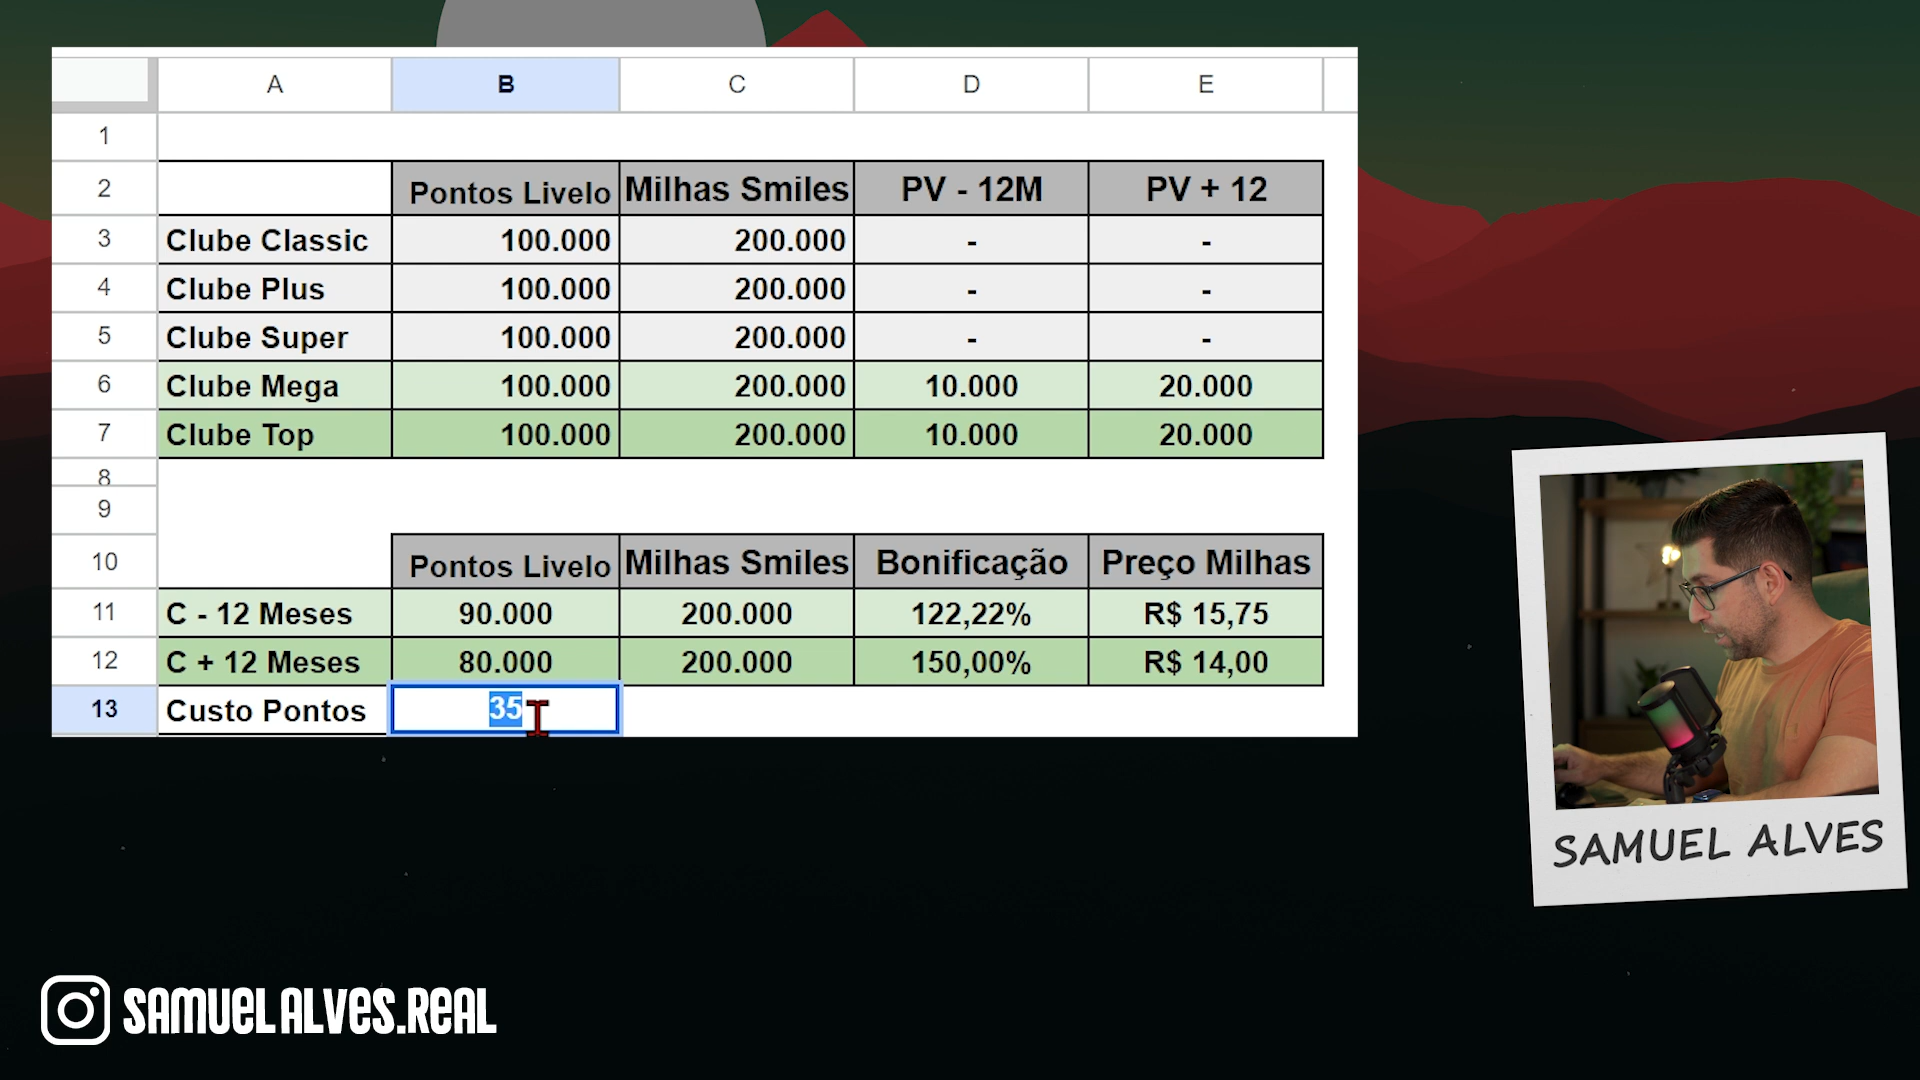 A B C D E
1
2 Pontos Livelo Milhas Smiles PV - 12M PV + 12
3 Clube Classic 100.000 200.000 - -
4 Clube Plus 100.000 200.000 - -
5 Clube Super 100.000 200.000 - -
6 Clube Mega 100.000 200.000 10.000 20.000
7 Clube Top 100.000 200.000 10.000 20.000
8
9
10 Pontos Livelo Milhas Smiles Bonificação Preço Milhas
11 C - 12 Meses 90.000 200.000 122,22% R$ 15,75
12 C + 12 Meses 80.000 200.000 150,00% R$ 14,00
13 Custo Pontos 35
SAMUEL ALVES
SAMUELALVES.REAL